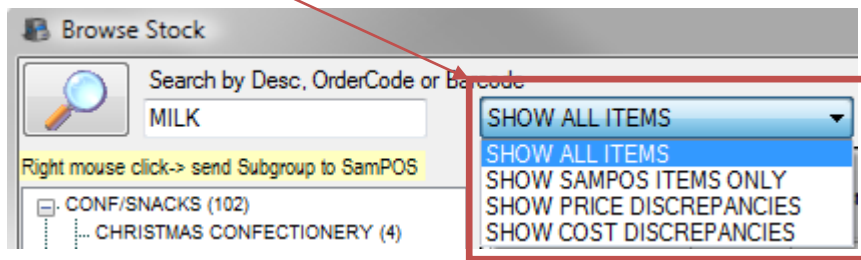 Browse Stock
Search by Desc, OrderCode or Barcode
MILK
SHOW ALL ITEMS
SHOW ALL ITEMS
SHOW SAMPOS ITEMS ONLY
SHOW PRICE DISCREPANCIES
SHOW COST DISCREPANCIES
Right mouse click-> send Subgroup to SamPOS
CONF/SNACKS (102)
CHRISTMAS CONFECTIONERY (4)